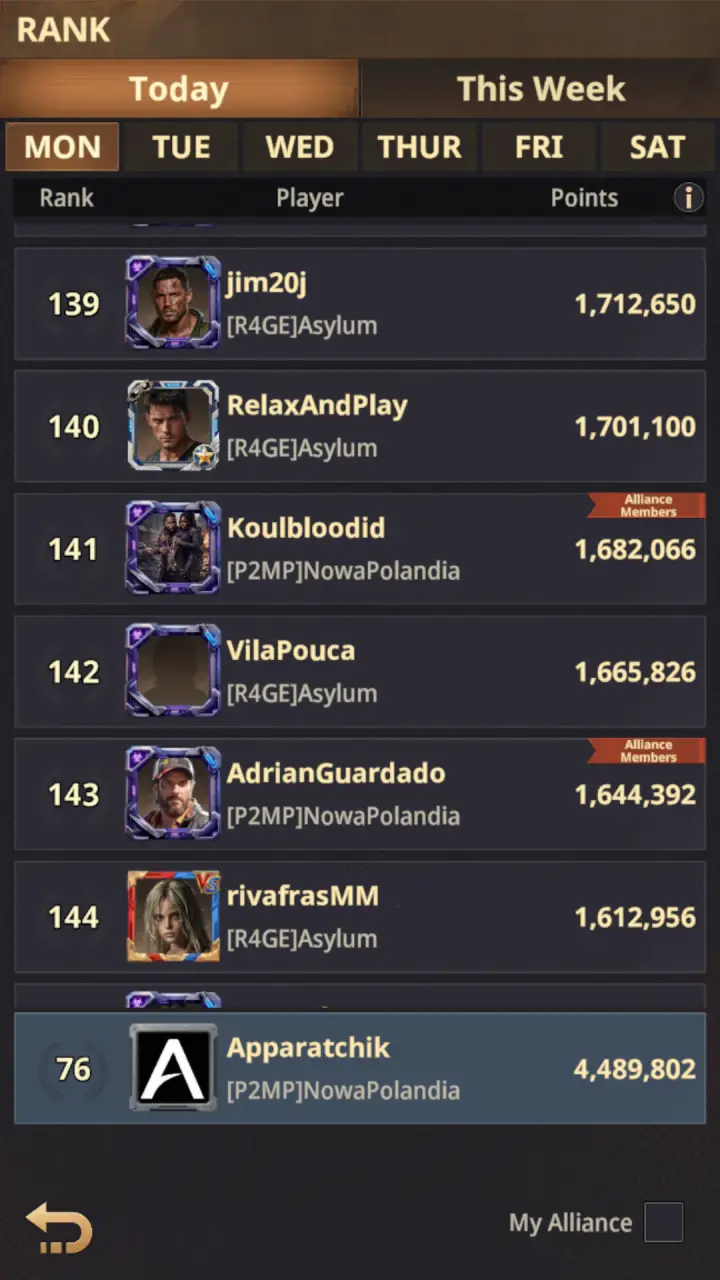 RANK
Today
This Week
MON
TUE
WED
THUR
FRI
SAT
Rank
Player
Points
i
139
jim20j
[R4GE]Asylum
1,712,650
140
RelaxAndPlay
[R4GE]Asylum
1,701,100
141
Koulbloodid
[P2MP]NowaPolandia
Alliance
Members
1,682,066
142
VilaPouca
[R4GE]Asylum
1,665,826
143
AdrianGuardado
[P2MP]NowaPolandia
Alliance
Members
1,644,392
144
VS
rivafrasMM
[R4GE]Asylum
1,612,956
76
A
Apparatchik
[P2MP]NowaPolandia
4,489,802
My Alliance